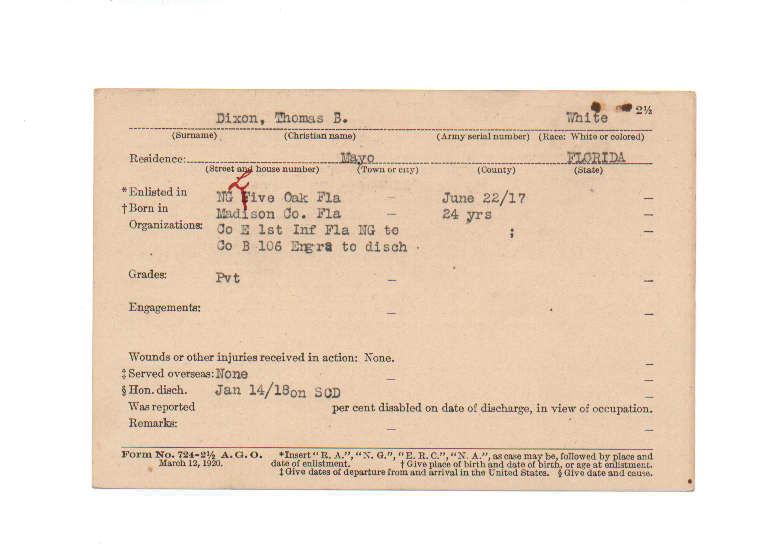 2½
Dixon, Thomas B. White
(Surname) (Christian name) (Army serial number) (Race: White or colored)
Residence: Mayo FLORIDA
(Street and house number) (Town or city) (County) (State)
*Enlisted in NG Live Oak Fla - June 22/17 -
†Born in Madison Co. Fla - 24 yrs -
Organizations: Co E 1st Inf Fla NG to ; -
Co B 106 Engrs to disch
Grades: Pvt - -
Engagements: - -
Wounds or other injuries received in action: None. -
‡Served overseas: None - -
§Hon. disch. Jan 14/18 on SCD -
Was reported per cent disabled on date of discharge, in view of occupation.
Remarks: - -
Form No. 724-2½ A. G. O. *Insert "R. A.", "N. G.", "E. R. C.", "N. A.", as case may be, followed by place and
March 12, 1920. date of enlistment. †Give place of birth and date of birth, or age at enlistment.
‡Give dates of departure from and arrival in the United States. §Give date and cause.